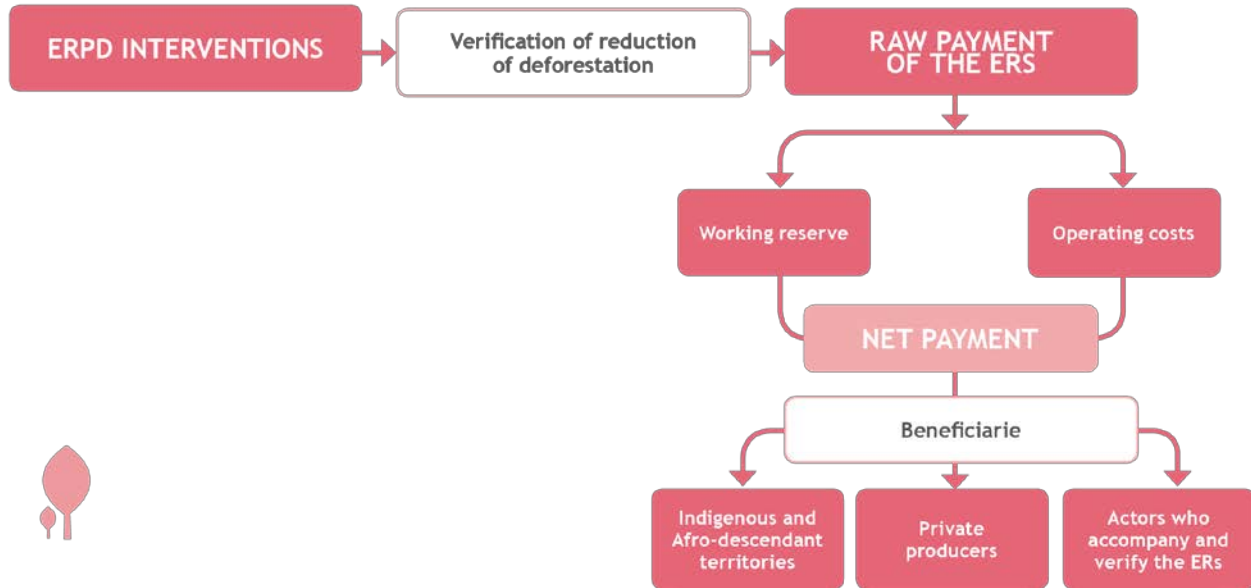 ERPD INTERVENTIONS
Verification of reduction
of deforestation
RAW PAYMENT
OF THE ERS
Working reserve
Operating costs
NET PAYMENT
Beneficiarie
Indigenous and
Afro-descendant
territories
Private
producers
Actors who
accompany and
verify the ERs